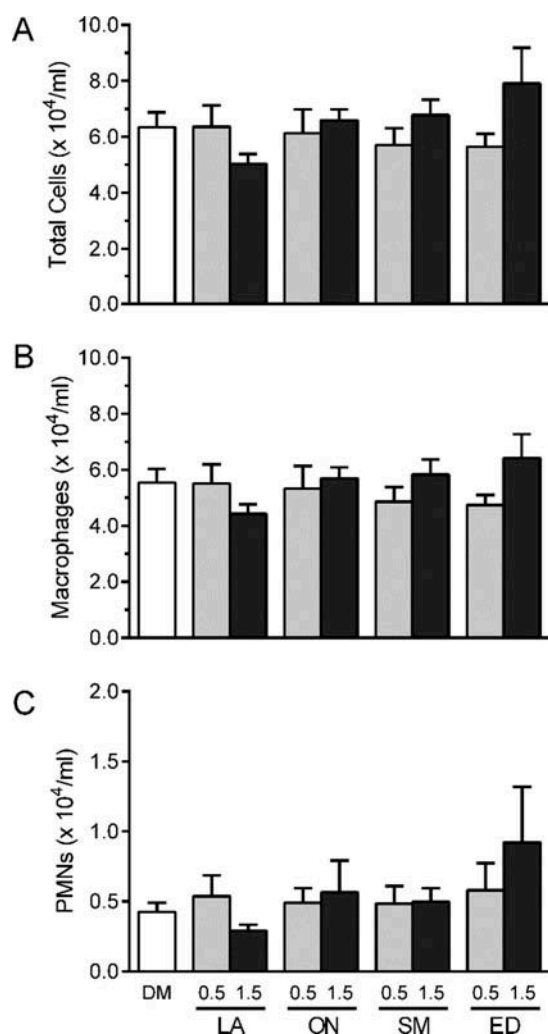 A
Total Cells (x 10⁴/ml)
10.0
8.0
6.0
4.0
2.0
0.0
B
Macrophages (x 10⁴/ml)
10.0
8.0
6.0
4.0
2.0
0.0
C
PMNs (x 10⁴/ml)
2.0
1.5
1.0
0.5
0.0
DM 0.5 1.5 0.5 1.5 0.5 1.5 0.5 1.5
LA ON SM ED